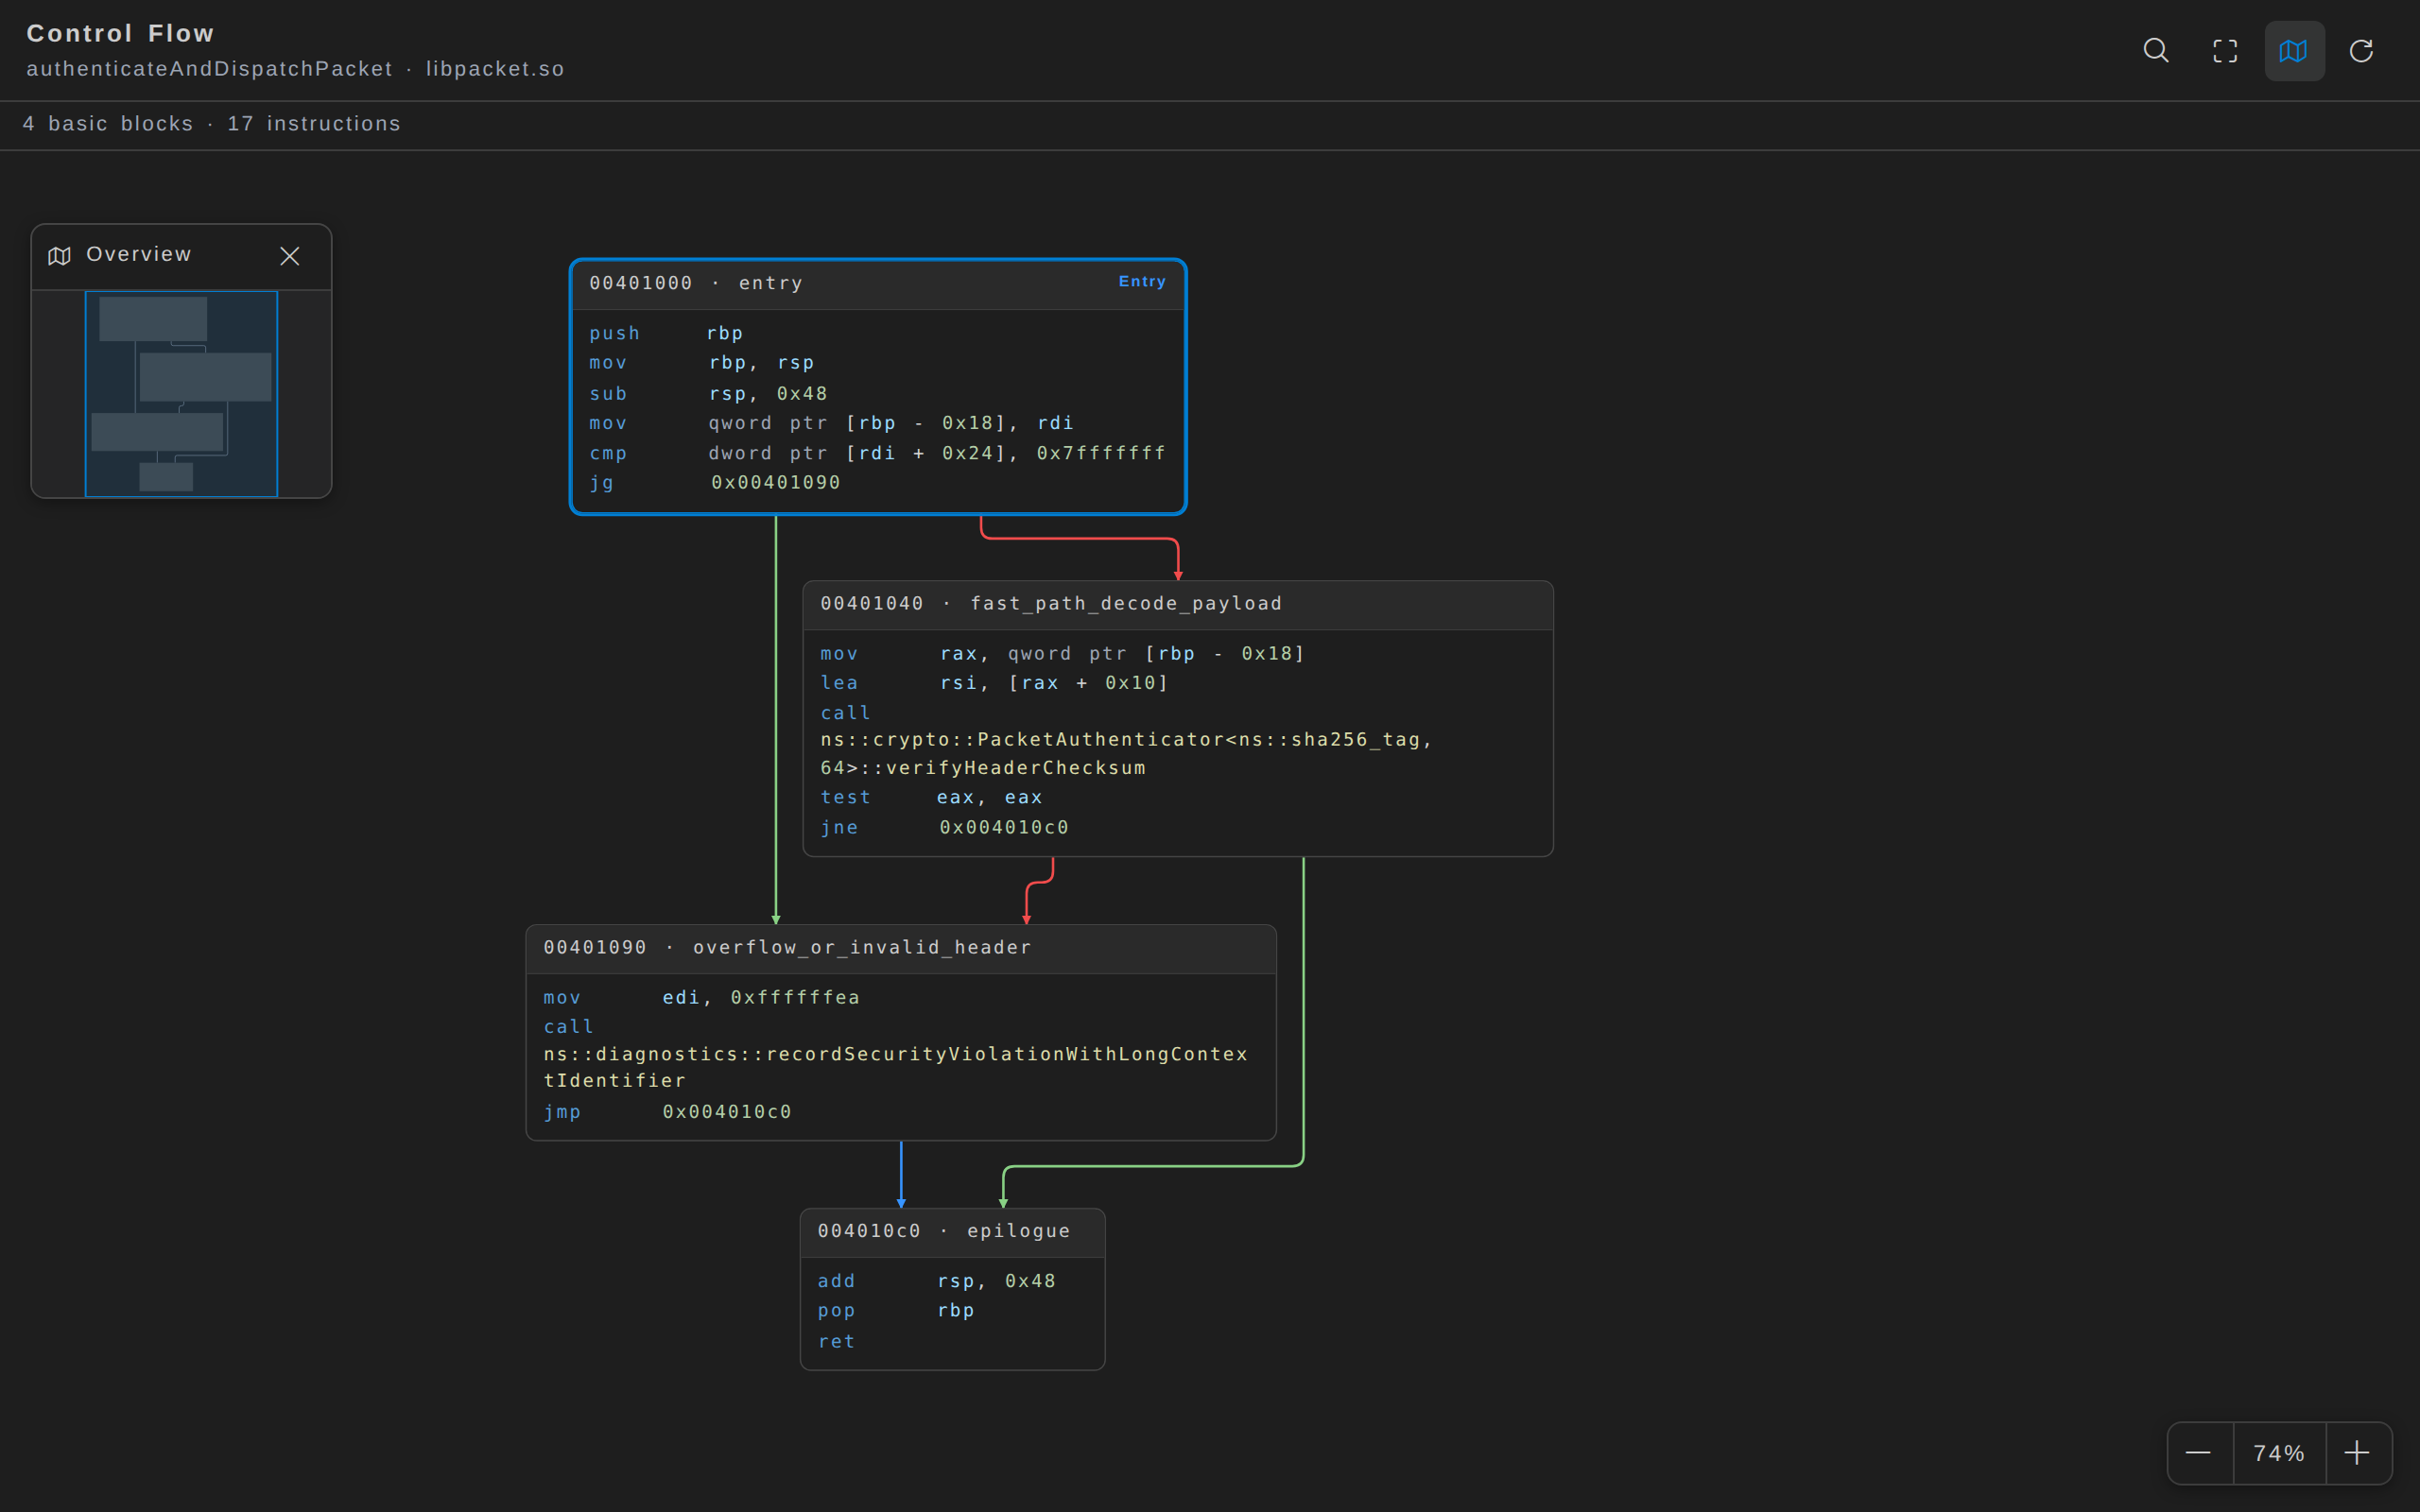 Control Flow
authenticateAndDispatchPacket · libpacket.so
4 basic blocks · 17 instructions
Overview
00401000 · entry Entry
push rbp
mov rbp, rsp
sub rsp, 0x48
mov qword ptr [rbp - 0x18], rdi
cmp dword ptr [rdi + 0x24], 0x7fffffff
jg 0x00401090
00401040 · fast_path_decode_payload
mov rax, qword ptr [rbp - 0x18]
lea rsi, [rax + 0x10]
call
ns::crypto::PacketAuthenticator<ns::sha256_tag,
64>::verifyHeaderChecksum
test eax, eax
jne 0x004010c0
00401090 · overflow_or_invalid_header
mov edi, 0xffffffea
call
ns::diagnostics::recordSecurityViolationWithLongContex
tIdentifier
jmp 0x004010c0
004010c0 · epilogue
add rsp, 0x48
pop rbp
ret
74%